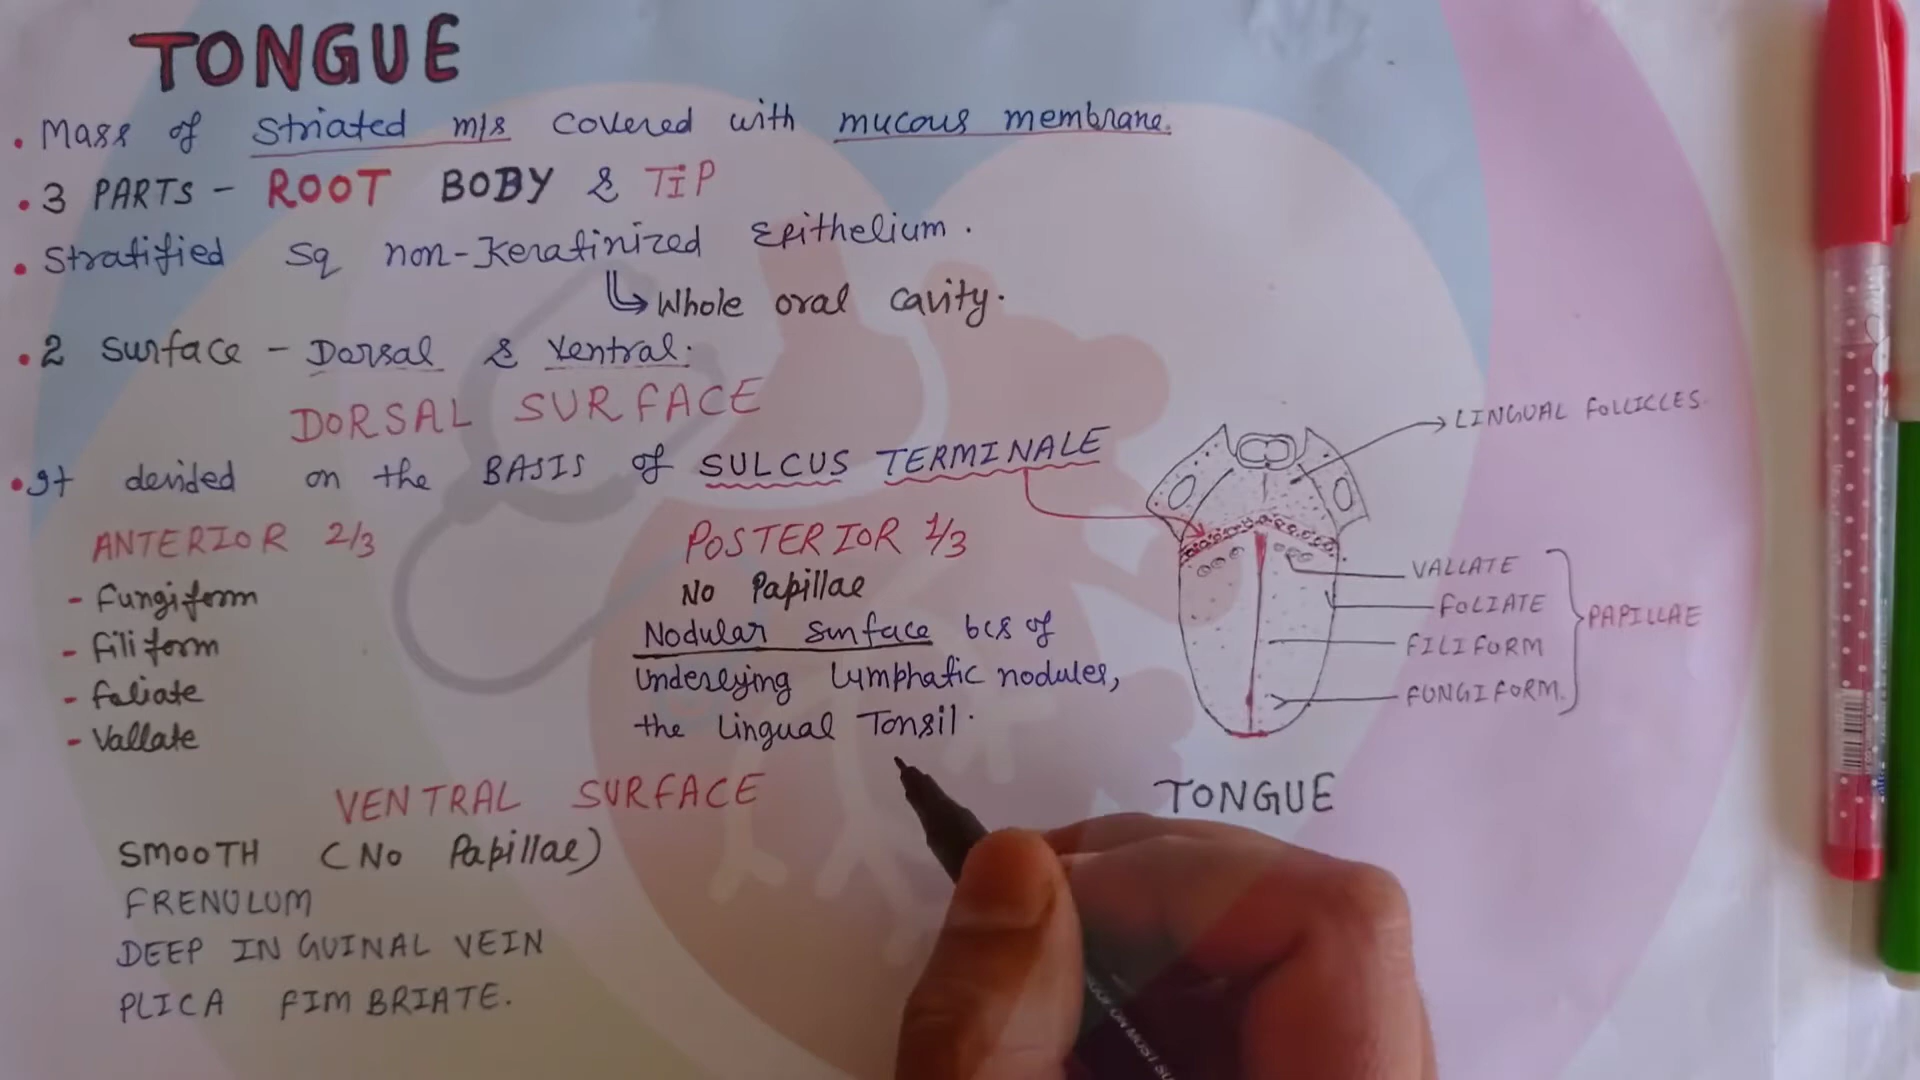 TONGUE
• Mass of Striated m/s covered with mucous membrane.
• 3 PARTS - ROOT BODY & TIP
• Stratified Sq non-Keratinized Epithelium.
↳ Whole oral cavity.
• 2 Surface - Dorsal & Ventral.
DORSAL SURFACE
• It devided on the BASIS of SULCUS TERMINALE
ANTERIOR 2/3
- Fungiform
- Filiform
- Foliate
- Vallate
POSTERIOR 1/3
No Papillae
Nodular Surface bcs of
Underlying Lymphatic nodules,
the Lingual Tonsil.
LINGUAL FOLLICLES.
VALLATE
FOLIATE
FILIFORM
FUNGIFORM.
PAPILLAE
TONGUE
VENTRAL SURFACE
SMOOTH (No Papillae)
FRENULUM
DEEP INGUINAL VEIN
PLICA FIMBRIATE.